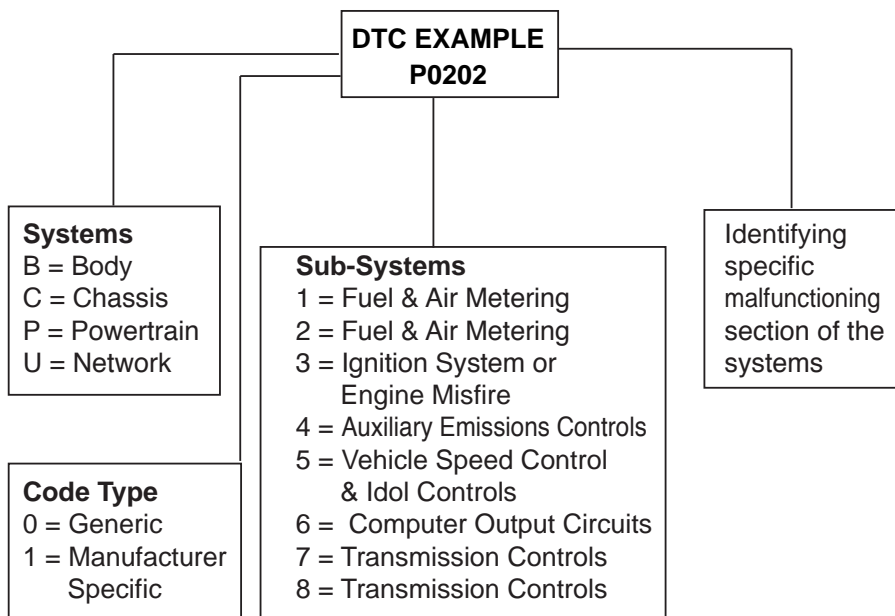 DTC EXAMPLE
P0202
Systems
B = Body
C = Chassis
P = Powertrain
U = Network
Code Type
0 = Generic
1 = Manufacturer
Specific
Sub-Systems
1 = Fuel & Air Metering
2 = Fuel & Air Metering
3 = Ignition System or
Engine Misfire
4 = Auxiliary Emissions Controls
5 = Vehicle Speed Control
& Idol Controls
6 = Computer Output Circuits
7 = Transmission Controls
8 = Transmission Controls
Identifying
specific
malfunctioning
section of the
systems